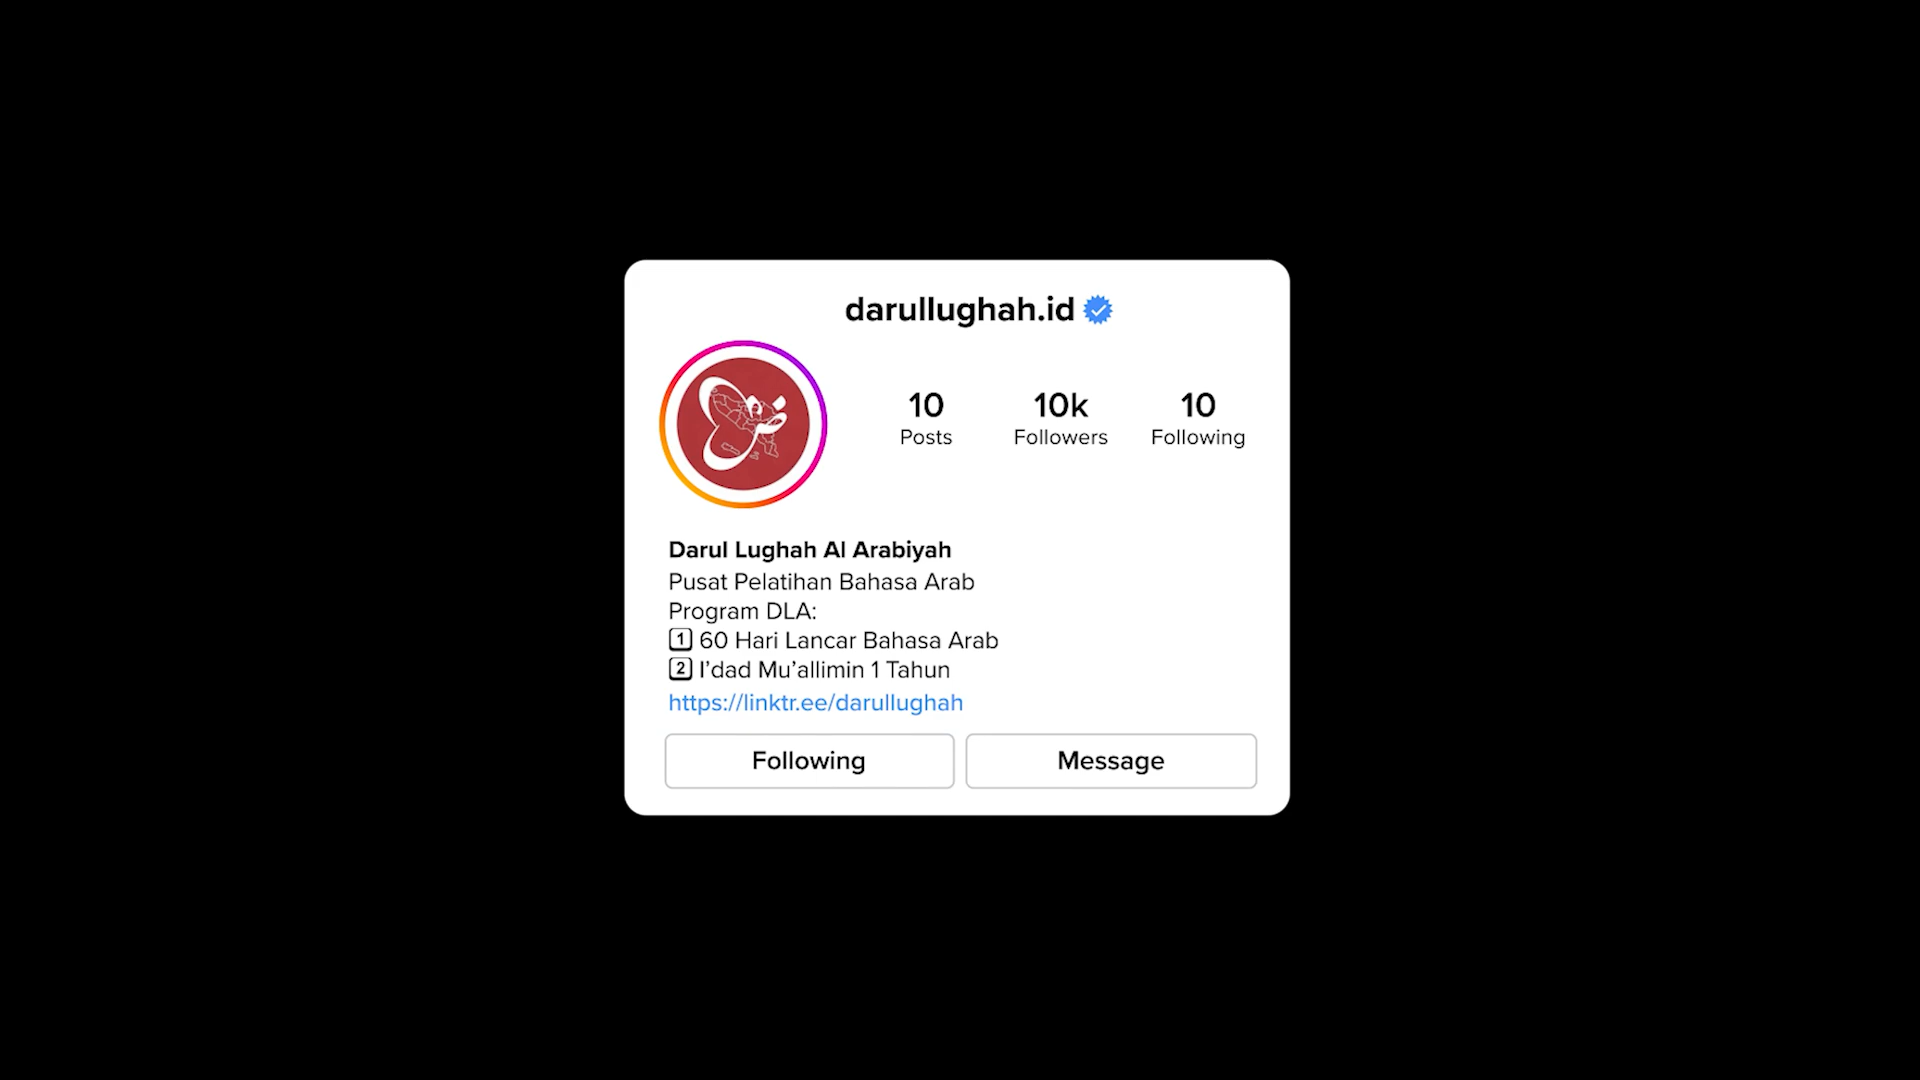 darullughah.id
10 10k 10
Posts Followers Following
Darul Lughah Al Arabiyah
Pusat Pelatihan Bahasa Arab
Program DLA:
1 60 Hari Lancar Bahasa Arab
2 I’dad Mu’allimin 1 Tahun
https://linktr.ee/darullughah
Following Message